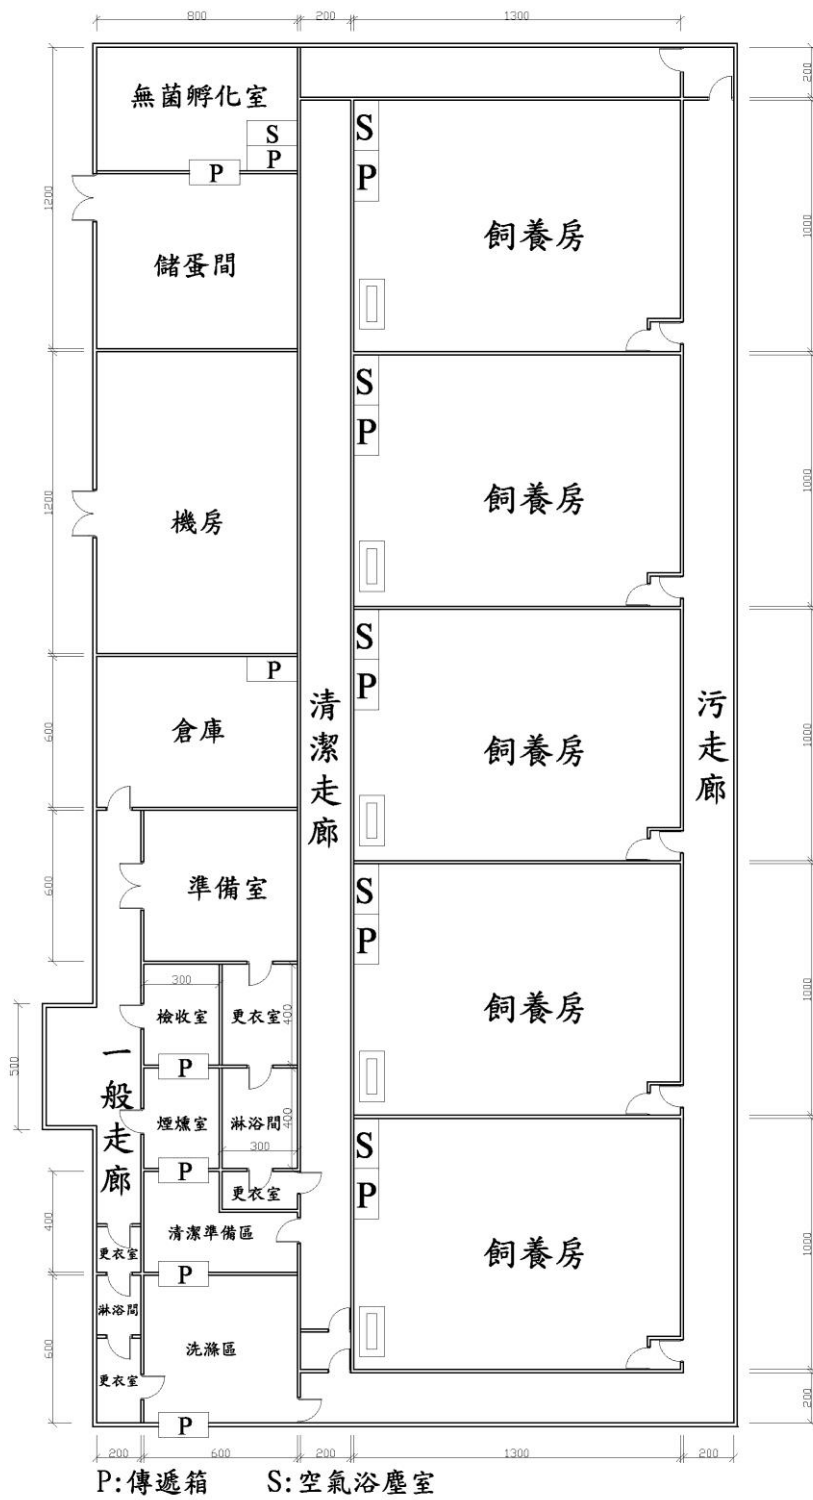 800 200 1300
無菌孵化室
200
S
P
P
S
P
1200
飼養房
1000
儲蛋間
S
P
1200
機房
飼養房
1000
S
P
P
600
倉庫
清潔走廊
污走廊
飼養房
1000
600
準備室
S
P
300
檢收室
更衣室
400
飼養房
1000
500
一般走廊
P
煙燻室
淋浴間
400
300
S
P
P
更衣室
400
清潔準備區
更衣室
飼養房
1000
P
淋浴間
600
洗滌區
更衣室
200
P
200 600 200 1300 200
P:傳遞箱 S:空氣浴塵室